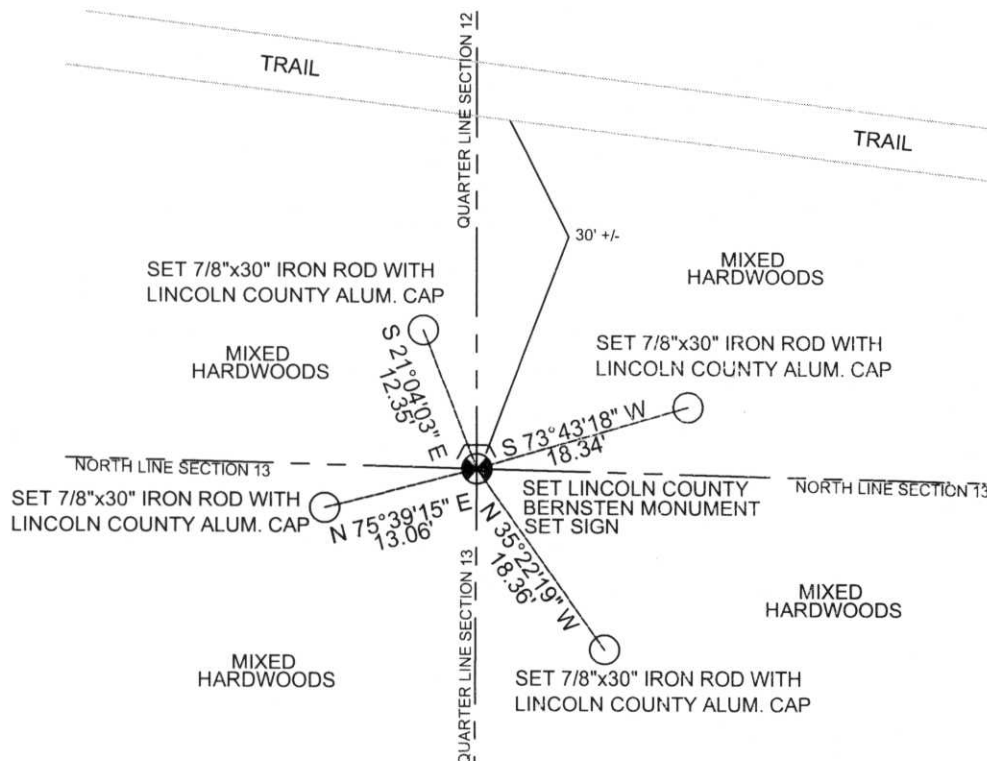 QUARTER LINE SECTION 12
TRAIL
TRAIL
30' +/-
MIXED
HARDWOODS
SET 7/8"x30" IRON ROD WITH
LINCOLN COUNTY ALUM. CAP
MIXED
HARDWOODS
S 21°04'03" E
12.35'
SET 7/8"x30" IRON ROD WITH
LINCOLN COUNTY ALUM. CAP
S 73°43'18" W
18.34'
NORTH LINE SECTION 13
NORTH LINE SECTION 13
SET 7/8"x30" IRON ROD WITH
LINCOLN COUNTY ALUM. CAP
N 75°39'15" E
13.06'
SET LINCOLN COUNTY
BERNSTEN MONUMENT
SET SIGN
N 35°22'19" W
18.36'
QUARTER LINE SECTION 13
MIXED
HARDWOODS
MIXED
HARDWOODS
SET 7/8"x30" IRON ROD WITH
LINCOLN COUNTY ALUM. CAP